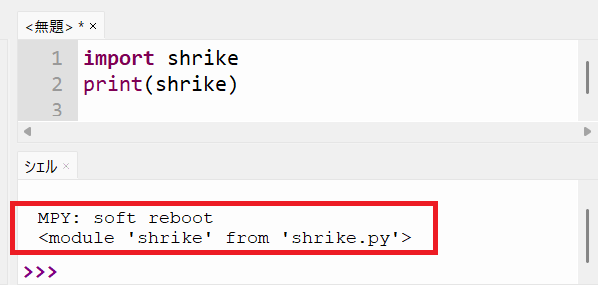 <無題> * ×
1 import shrike
2 print(shrike)
3
シェル ×
MPY: soft reboot
<module 'shrike' from 'shrike.py'>
>>>